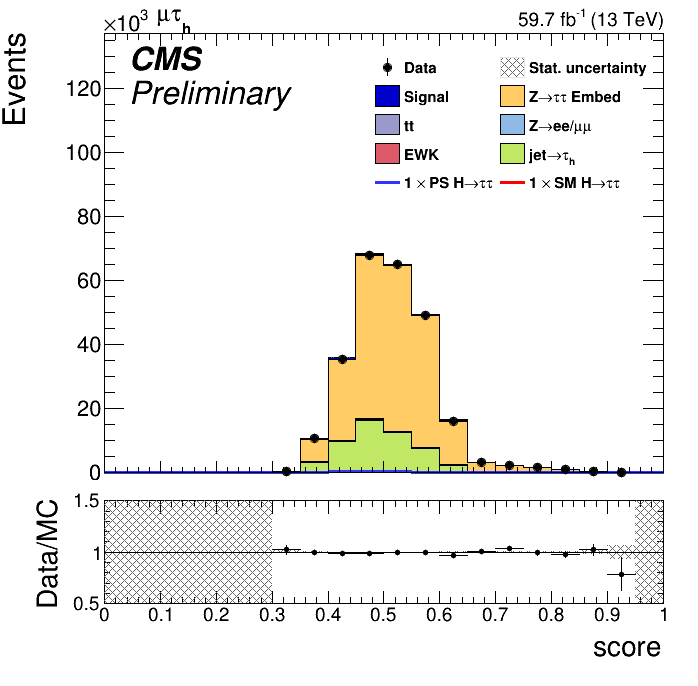 ×10³ μτh
59.7 fb⁻¹ (13 TeV)
Events
CMS
Preliminary
Data
Stat. uncertainty
Signal
Z→ττ Embed
tt
Z→ee/μμ
EWK
jet→τh
1 × PS H→ττ
1 × SM H→ττ
120
100
80
60
40
20
0
Data/MC
1.5
1
0.5
0 0.1 0.2 0.3 0.4 0.5 0.6 0.7 0.8 0.9 1
score